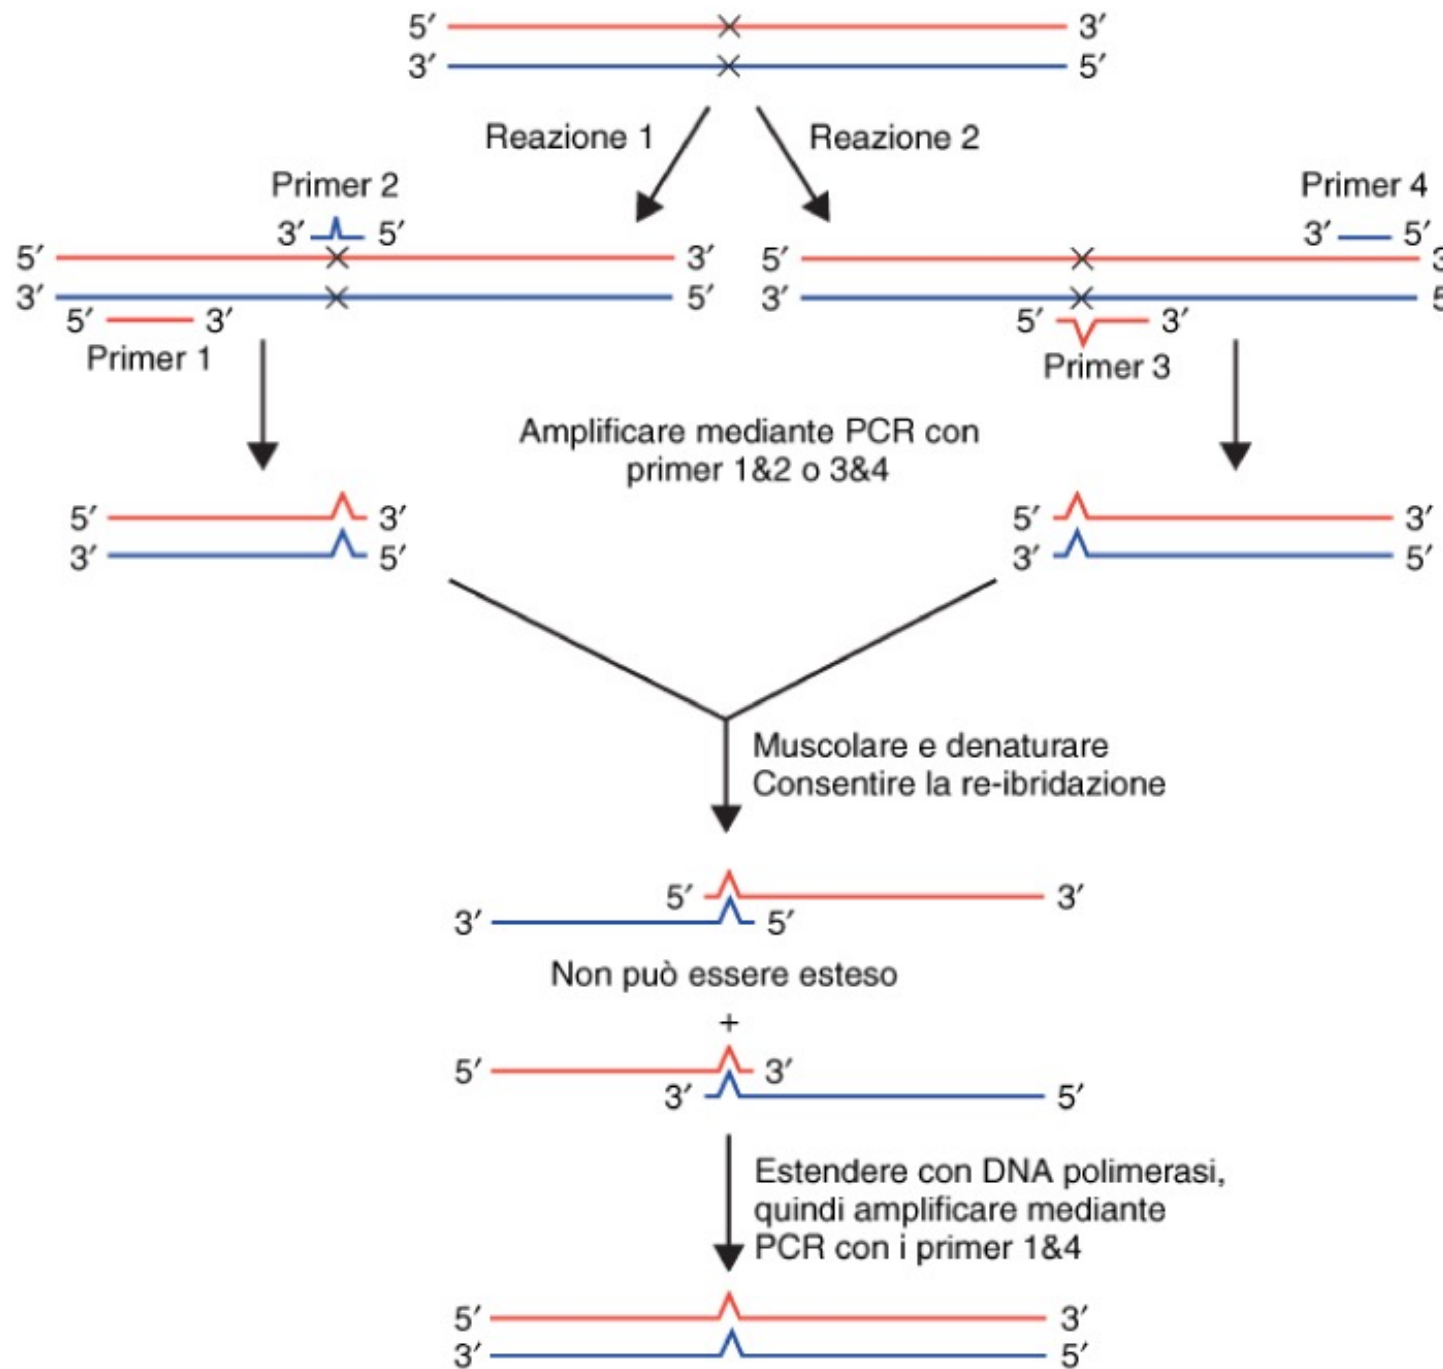 5′ 3′
3′ 5′
Reazione 1 Reazione 2
Primer 2 Primer 4
3′ 5′ 3′ 5′
5′ 3′ 5′ 3
3′ 5′ 3′ 5
5′ 3′ 5′ 3′
Primer 1 Primer 3
Amplificare mediante PCR con
primer 1&2 o 3&4
5′ 3′ 5′ 3′
3′ 5′ 3′ 5′
Muscolare e denaturare
Consentire la re-ibridazione
5′ 3′
3′ 5′
Non può essere esteso
+
5′ 3′
3′ 5′
Estendere con DNA polimerasi,
quindi amplificare mediante
PCR con i primer 1&4
5′ 3′
3′ 5′